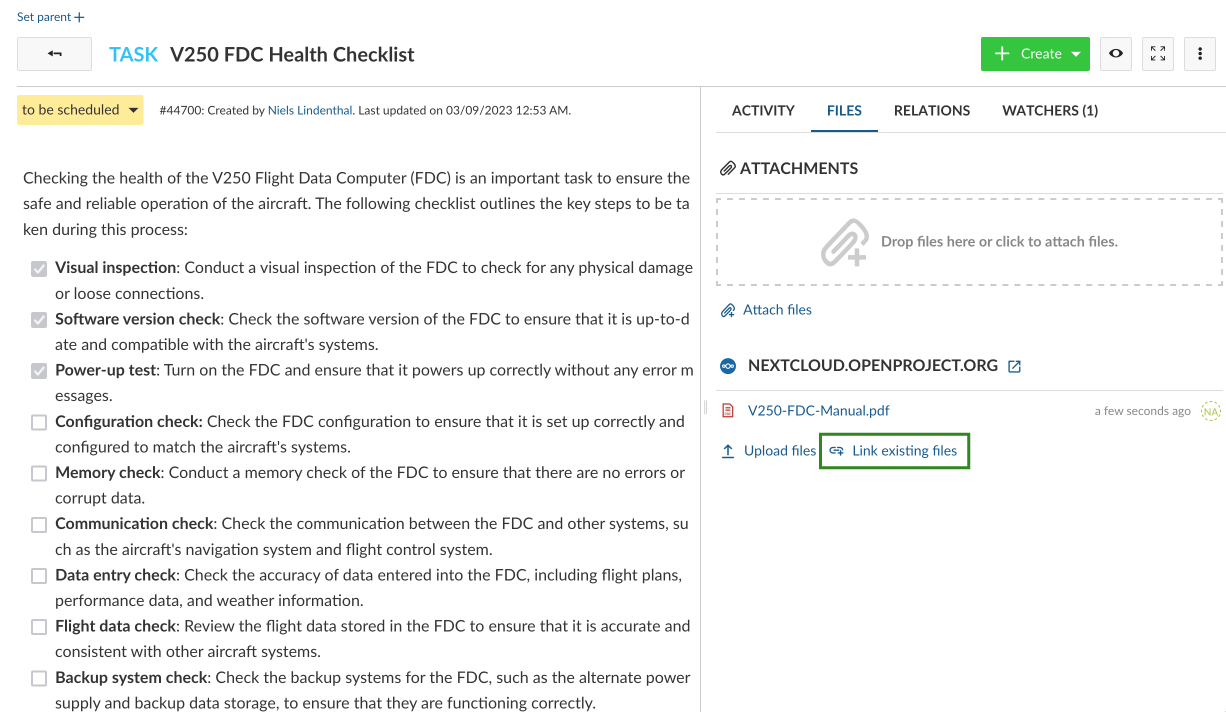 Set parent +
TASK V250 FDC Health Checklist
Create
to be scheduled
#44700: Created by Niels Lindenthal. Last updated on 03/09/2023 12:53 AM.
Checking the health of the V250 Flight Data Computer (FDC) is an important task to ensure the
safe and reliable operation of the aircraft. The following checklist outlines the key steps to be ta
ken during this process:
Visual inspection: Conduct a visual inspection of the FDC to check for any physical damage
or loose connections.
Software version check: Check the software version of the FDC to ensure that it is up-to-d
ate and compatible with the aircraft's systems.
Power-up test: Turn on the FDC and ensure that it powers up correctly without any error m
essages.
Configuration check: Check the FDC configuration to ensure that it is set up correctly and
configured to match the aircraft's systems.
Memory check: Conduct a memory check of the FDC to ensure that there are no errors or
corrupt data.
Communication check: Check the communication between the FDC and other systems, su
ch as the aircraft's navigation system and flight control system.
Data entry check: Check the accuracy of data entered into the FDC, including flight plans,
performance data, and weather information.
Flight data check: Review the flight data stored in the FDC to ensure that it is accurate and
consistent with other aircraft systems.
Backup system check: Check the backup systems for the FDC, such as the alternate power
supply and backup data storage, to ensure that they are functioning correctly.
ACTIVITY FILES RELATIONS WATCHERS (1)
ATTACHMENTS
Drop files here or click to attach files.
Attach files
NEXTCLOUD.OPENPROJECT.ORG
V250-FDC-Manual.pdf a few seconds ago NA
Upload files Link existing files